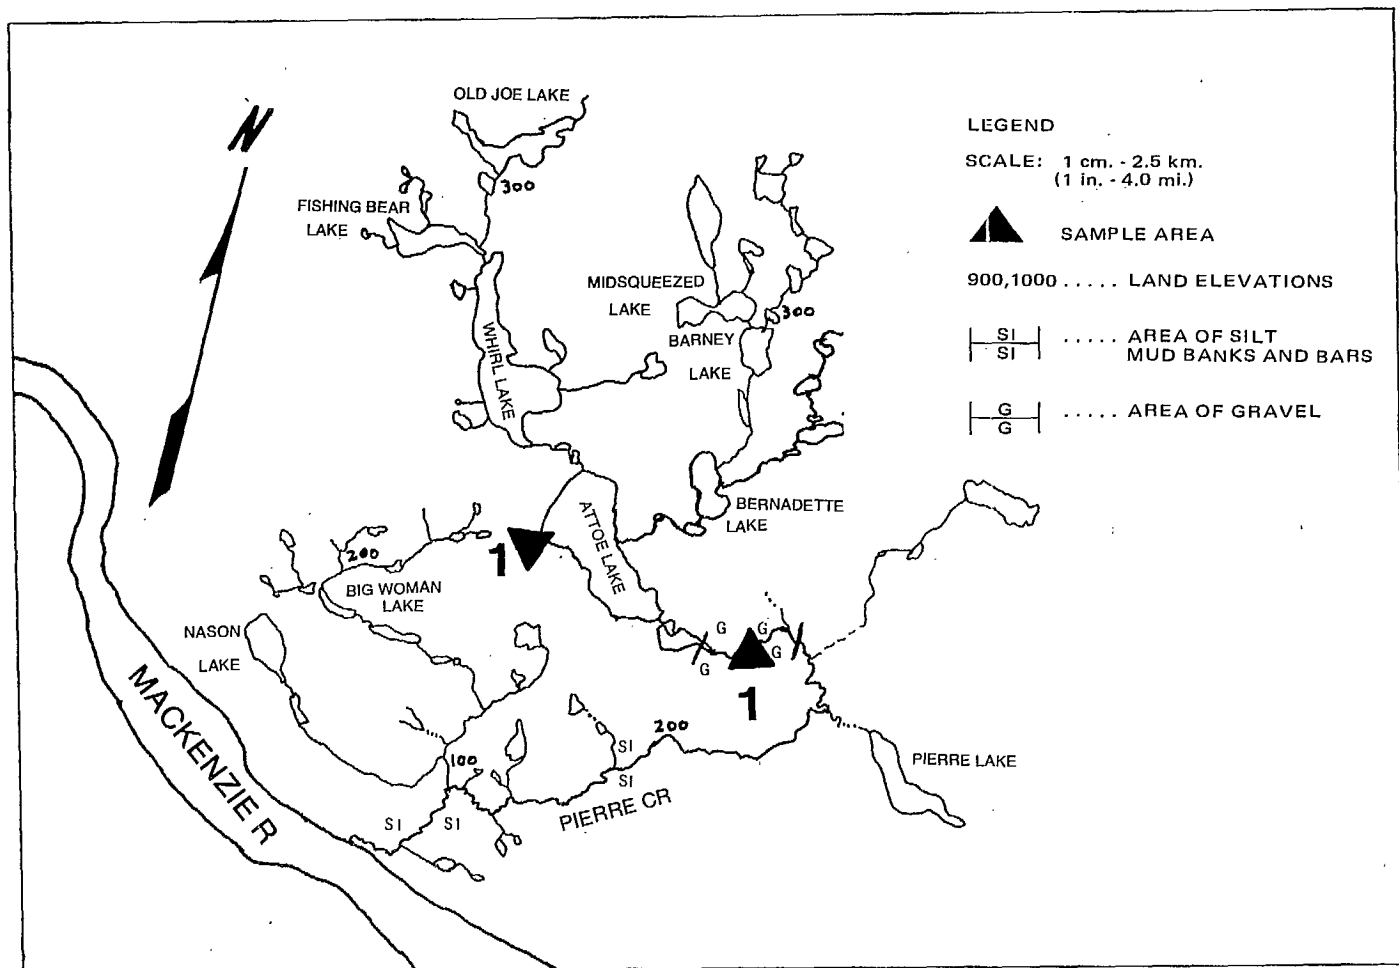 N
OLD JOE LAKE
300
FISHING BEAR
LAKE
WHIRL LAKE
MIDSQUEEZED
LAKE
300
BARNEY
LAKE
BERNADETTE
LAKE
ATTOE LAKE
1
200
BIG WOMAN
LAKE
NASON
LAKE
MACKENZIE R
G
G
G
G
1
200
SI
SI
100
SI
SI
PIERRE CR
PIERRE LAKE
LEGEND
SCALE: 1 cm. - 2.5 km.
(1 in. - 4.0 mi.)
SAMPLE AREA
900,1000 ..... LAND ELEVATIONS
SI
SI
..... AREA OF SILT
MUD BANKS AND BARS
G
G
..... AREA OF GRAVEL